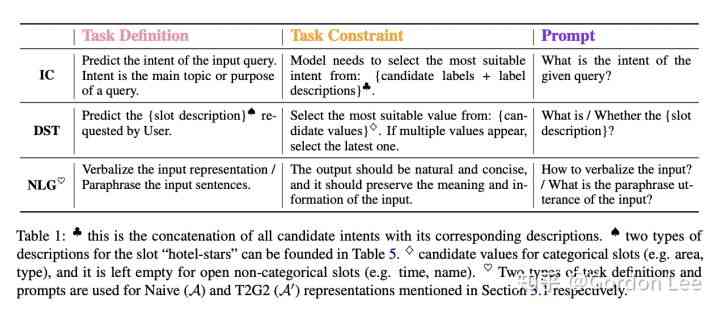 Task Definition Task Constraint Prompt
IC Predict the intent of the input query. Intent is the main topic or purpose of a query. Model needs to select the most suitable intent from: {candidate labels + label descriptions}♣. What is the intent of the given query?
DST Predict the {slot description}♠ requested by User. Select the most suitable value from: {candidate values}♢. If multiple values appear, select the latest one. What is / Whether the {slot description}?
NLG♡ Verbalize the input representation / Paraphrase the input sentences. The output should be natural and concise, and it should preserve the meaning and information of the input. How to verbalize the input? / What is the paraphrase utterance of the input?
Table 1: ♣ this is the concatenation of all candidate intents with its corresponding descriptions. ♠ two types of
descriptions for the slot “hotel-stars” can be founded in Table 5. ♢ candidate values for categorical slots (e.g. area,
type), and it is left empty for open non-categorical slots (e.g. time, name). ♡ Two types of task definitions and
prompts are used for Naive (A) and T2G2 (A′) representations mentioned in Section 3.1 respectively.
知乎 @Gordon Lee